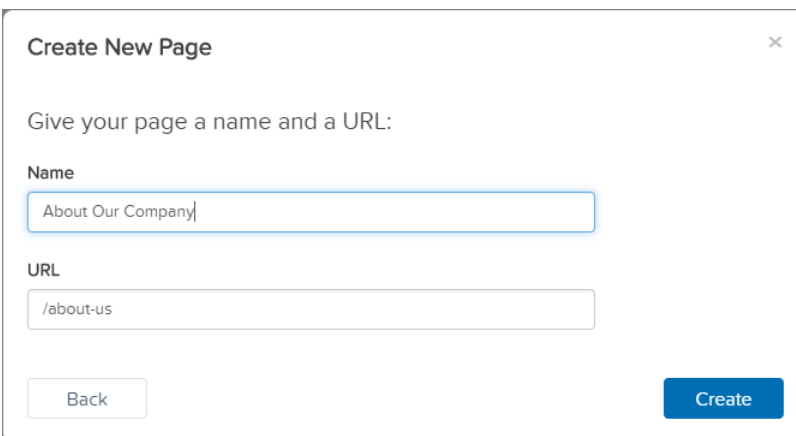 Create New Page
×
Give your page a name and a URL:
Name
About Our Company
URL
/about-us
Back
Create